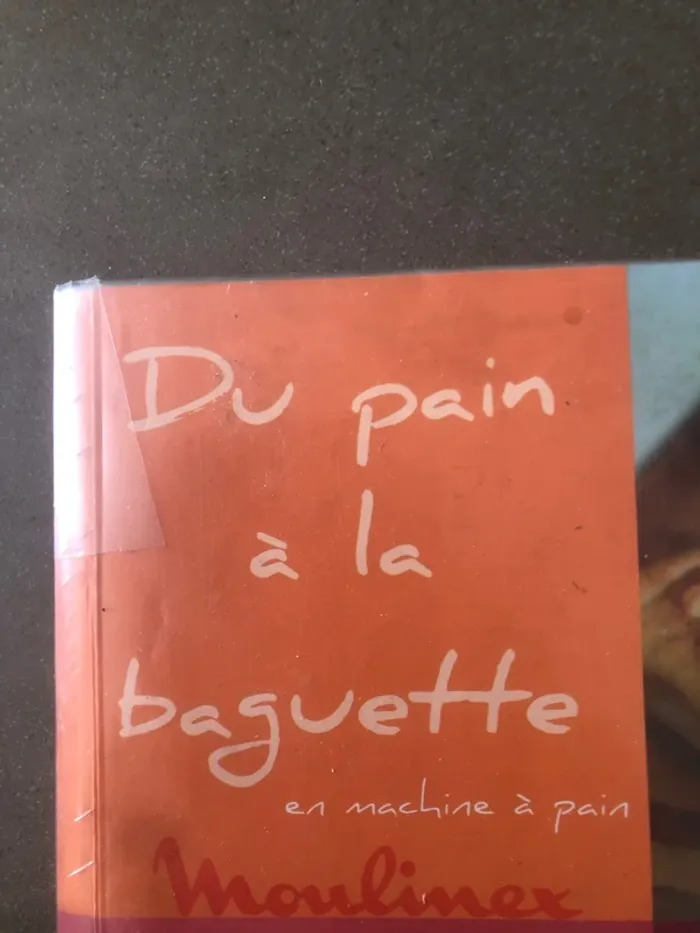 Du pain
à la
baguette
en machine à pain
Moulinex